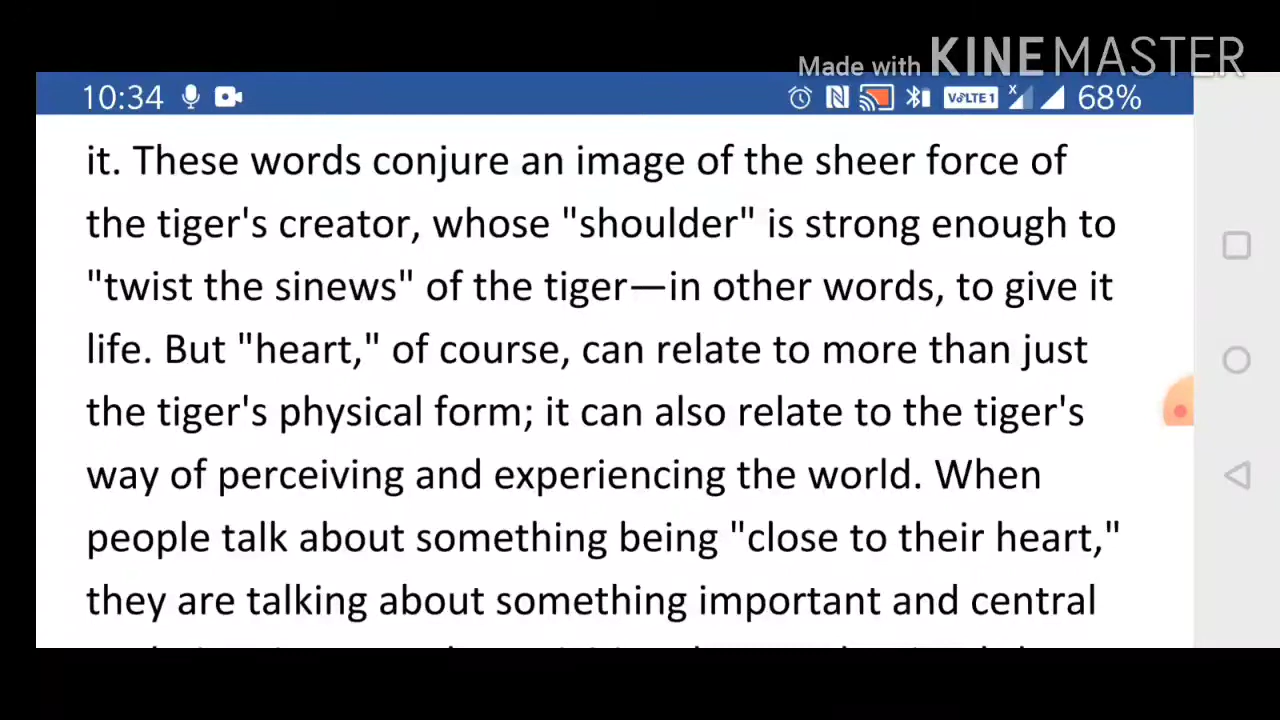 Made with KINEMASTER
10:34 VoLTE 1 x 68%
it. These words conjure an image of the sheer force of
the tiger's creator, whose "shoulder" is strong enough to
"twist the sinews" of the tiger—in other words, to give it
life. But "heart," of course, can relate to more than just
the tiger's physical form; it can also relate to the tiger's
way of perceiving and experiencing the world. When
people talk about something being "close to their heart,"
they are talking about something important and central